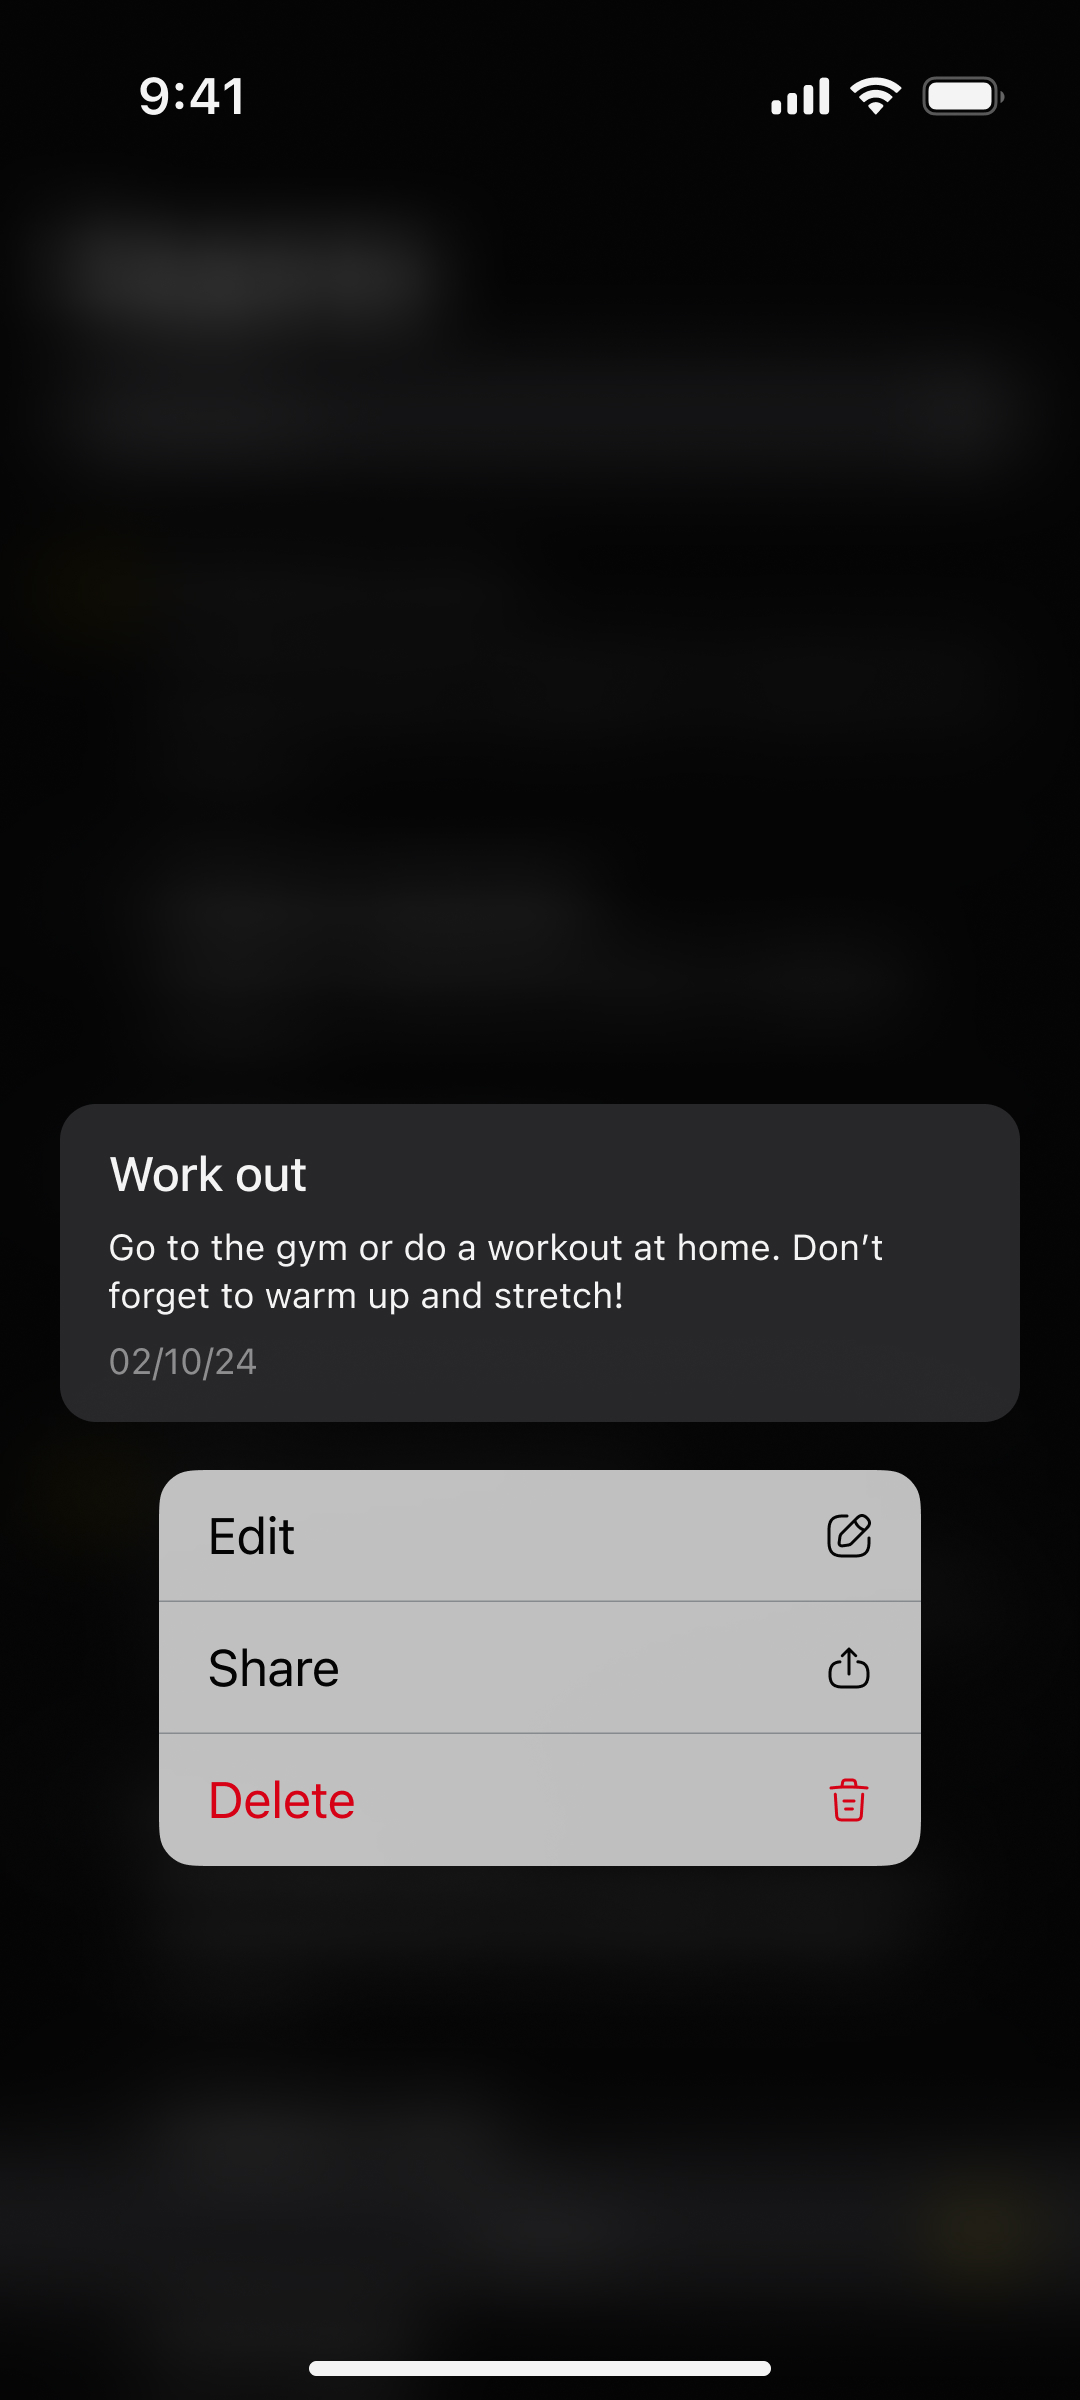 9:41
Work out
Go to the gym or do a workout at home. Don’t
forget to warm up and stretch!
02/10/24
Edit
Share
Delete